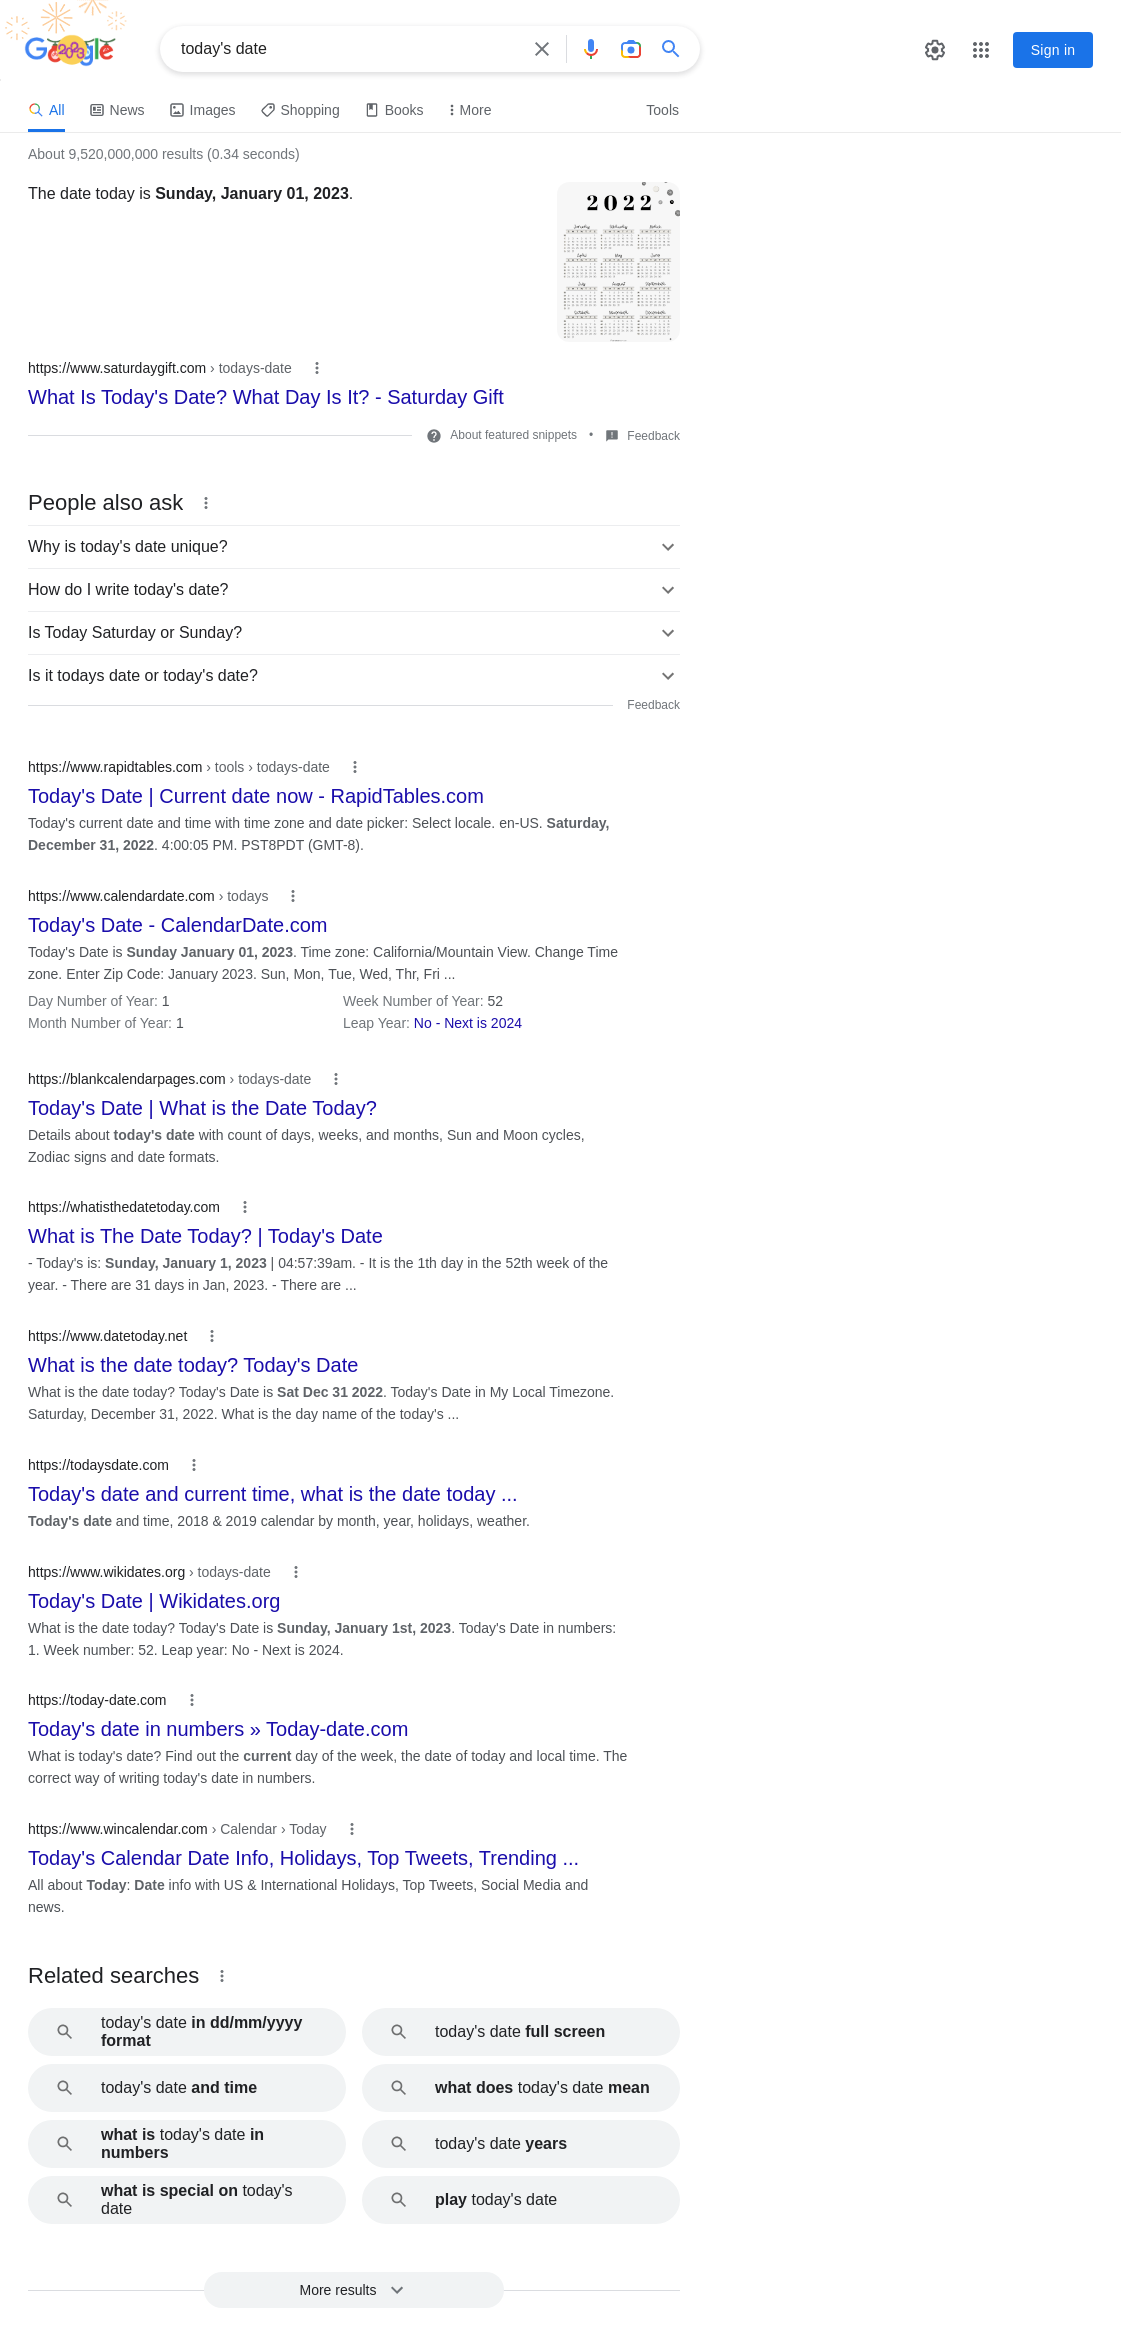 Google
today's date
Sign in
All
News
Images
Shopping
Books
More
Tools
About 9,520,000,000 results (0.34 seconds)
The date today is Sunday, January 01, 2023.
2022
https://www.saturdaygift.com › todays-date
What Is Today's Date? What Day Is It? - Saturday Gift
About featured snippets • Feedback
People also ask
Why is today's date unique?
How do I write today's date?
Is Today Saturday or Sunday?
Is it todays date or today's date?
Feedback
https://www.rapidtables.com › tools › todays-date
Today's Date | Current date now - RapidTables.com
Today's current date and time with time zone and date picker: Select locale. en-US. Saturday,
December 31, 2022. 4:00:05 PM. PST8PDT (GMT-8).
https://www.calendardate.com › todays
Today's Date - CalendarDate.com
Today's Date is Sunday January 01, 2023. Time zone: California/Mountain View. Change Time
zone. Enter Zip Code: January 2023. Sun, Mon, Tue, Wed, Thr, Fri ...
Day Number of Year: 1
Week Number of Year: 52
Month Number of Year: 1
Leap Year: No - Next is 2024
https://blankcalendarpages.com › todays-date
Today's Date | What is the Date Today?
Details about today's date with count of days, weeks, and months, Sun and Moon cycles,
Zodiac signs and date formats.
https://whatisthedatetoday.com
What is The Date Today? | Today's Date
- Today's is: Sunday, January 1, 2023 | 04:57:39am. - It is the 1th day in the 52th week of the
year. - There are 31 days in Jan, 2023. - There are ...
https://www.datetoday.net
What is the date today? Today's Date
What is the date today? Today's Date is Sat Dec 31 2022. Today's Date in My Local Timezone.
Saturday, December 31, 2022. What is the day name of the today's ...
https://todaysdate.com
Today's date and current time, what is the date today ...
Today's date and time, 2018 & 2019 calendar by month, year, holidays, weather.
https://www.wikidates.org › todays-date
Today's Date | Wikidates.org
What is the date today? Today's Date is Sunday, January 1st, 2023. Today's Date in numbers:
1. Week number: 52. Leap year: No - Next is 2024.
https://today-date.com
Today's date in numbers » Today-date.com
What is today's date? Find out the current day of the week, the date of today and local time. The
correct way of writing today's date in numbers.
https://www.wincalendar.com › Calendar › Today
Today's Calendar Date Info, Holidays, Top Tweets, Trending ...
All about Today: Date info with US & International Holidays, Top Tweets, Social Media and
news.
Related searches
today's date in dd/mm/yyyy
format
today's date full screen
today's date and time
what does today's date mean
what is today's date in
numbers
today's date years
what is special on today's
date
play today's date
More results